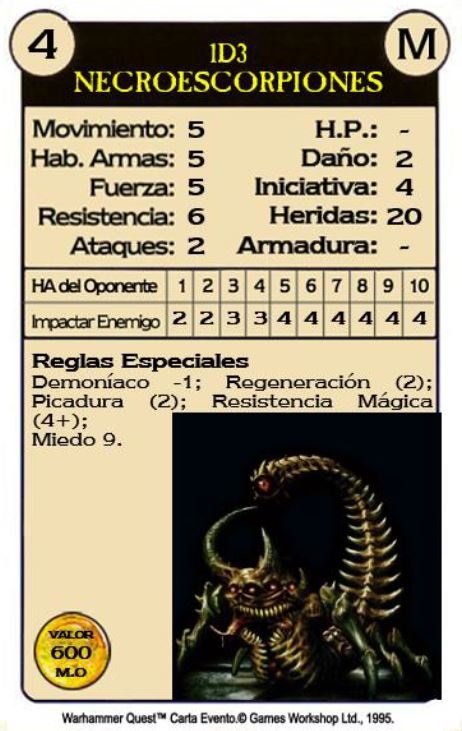 4
M
1D3
NECROESCORPIONES
Movimiento: 5 H.P.: -
Hab. Armas: 5 Daño: 2
Fuerza: 5 Iniciativa: 4
Resistencia: 6 Heridas: 20
Ataques: 2 Armadura: -
HA del Oponente 1 2 3 4 5 6 7 8 9 10
Impactar Enemigo 2 2 3 3 4 4 4 4 4 4
Reglas Especiales
Demoníaco -1; Regeneración (2);
Picadura (2); Resistencia Mágica
(4+);
Miedo 9.
VALOR
600
M.O
Warhammer Quest™ Carta Evento.© Games Workshop Ltd., 1995.